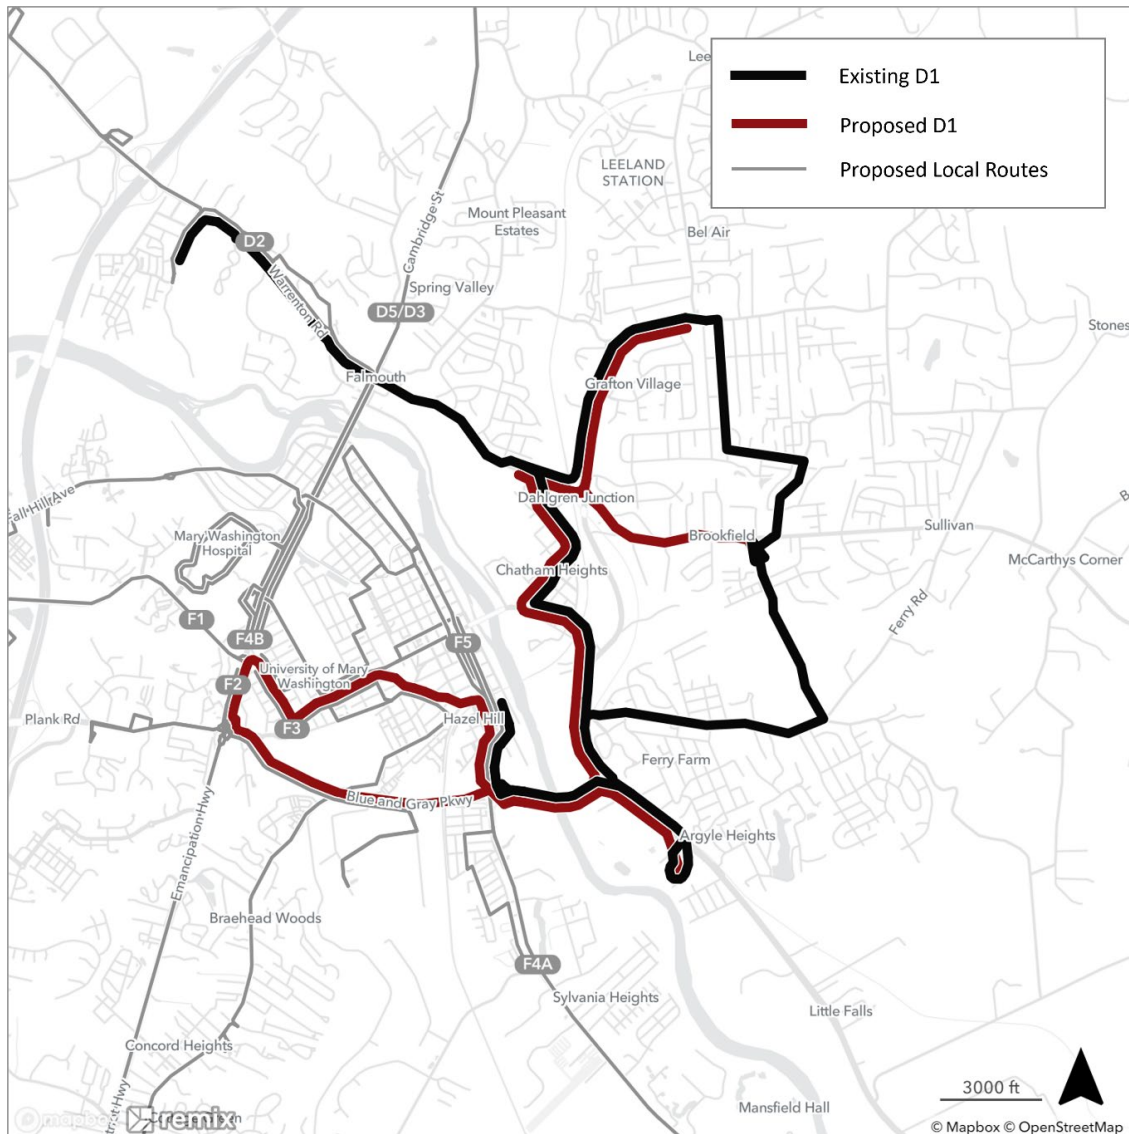 Lee
Existing D1
Proposed D1
Proposed Local Routes
LEELAND
STATION
Mount Pleasant
Estates
Bel Air
D2
Cambridge St
Warrenton Rd
Spring Valley
D5/D3
Stones
Falmouth
Grafton Village
Fall Hill Ave
Dahlgren Junction
Mary Washington
Hospital
Brookfield
Sullivan
McCarthys Corner
Chatham Heights
Ferry Rd
F1
F4B
F5
University of Mary
Washington
F2
Plank Rd
Hazel Hill
F3
Ferry Farm
Blue and Gray Pkwy
Argyle Heights
Emancipation Hwy
Braehead Woods
F4A
Sylvania Heights
Little Falls
Concord Heights
3000 ft
mapbox
remix
Mansfield Hall
© Mapbox © OpenStreetMap